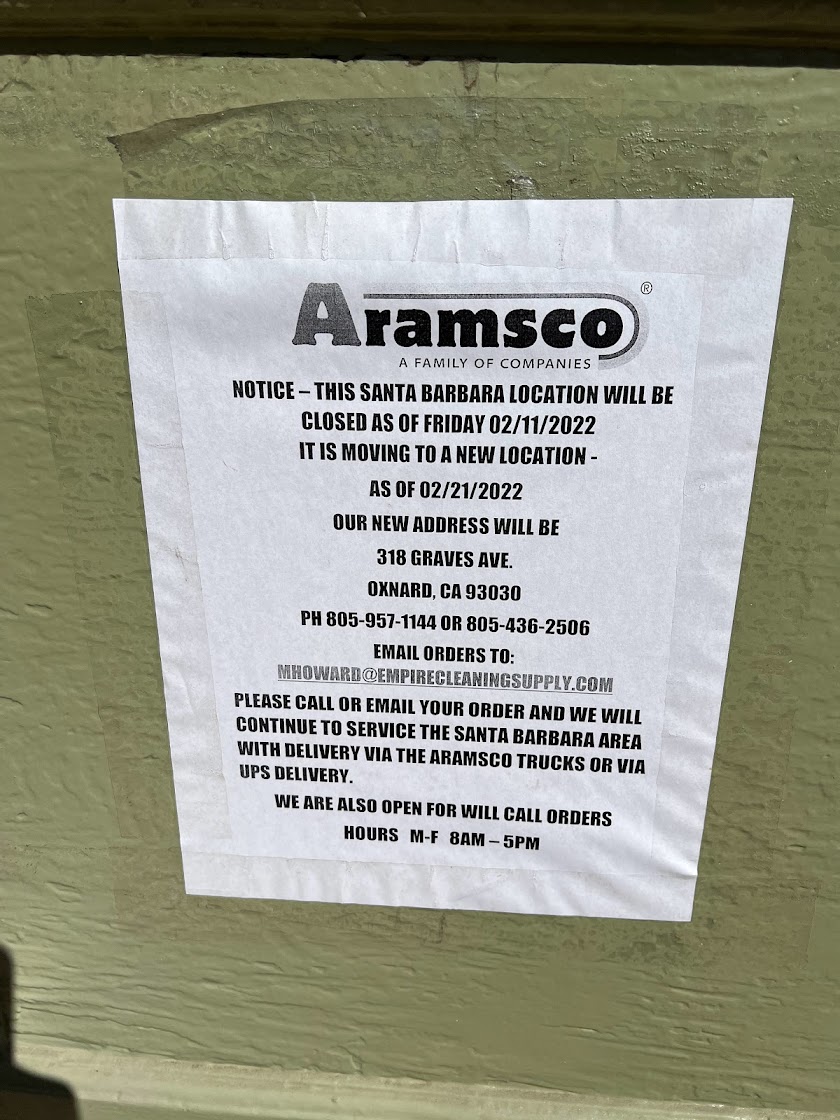 Aramsco®
A FAMILY OF COMPANIES
NOTICE – THIS SANTA BARBARA LOCATION WILL BE
CLOSED AS OF FRIDAY 02/11/2022
IT IS MOVING TO A NEW LOCATION -
AS OF 02/21/2022
OUR NEW ADDRESS WILL BE
318 GRAVES AVE.
OXNARD, CA 93030
PH 805-957-1144 OR 805-436-2506
EMAIL ORDERS TO:
MHOWARD@EMPIRECLEANINGSUPPLY.COM
PLEASE CALL OR EMAIL YOUR ORDER AND WE WILL
CONTINUE TO SERVICE THE SANTA BARBARA AREA
WITH DELIVERY VIA THE ARAMSCO TRUCKS OR VIA
UPS DELIVERY.
WE ARE ALSO OPEN FOR WILL CALL ORDERS
HOURS M-F 8AM – 5PM